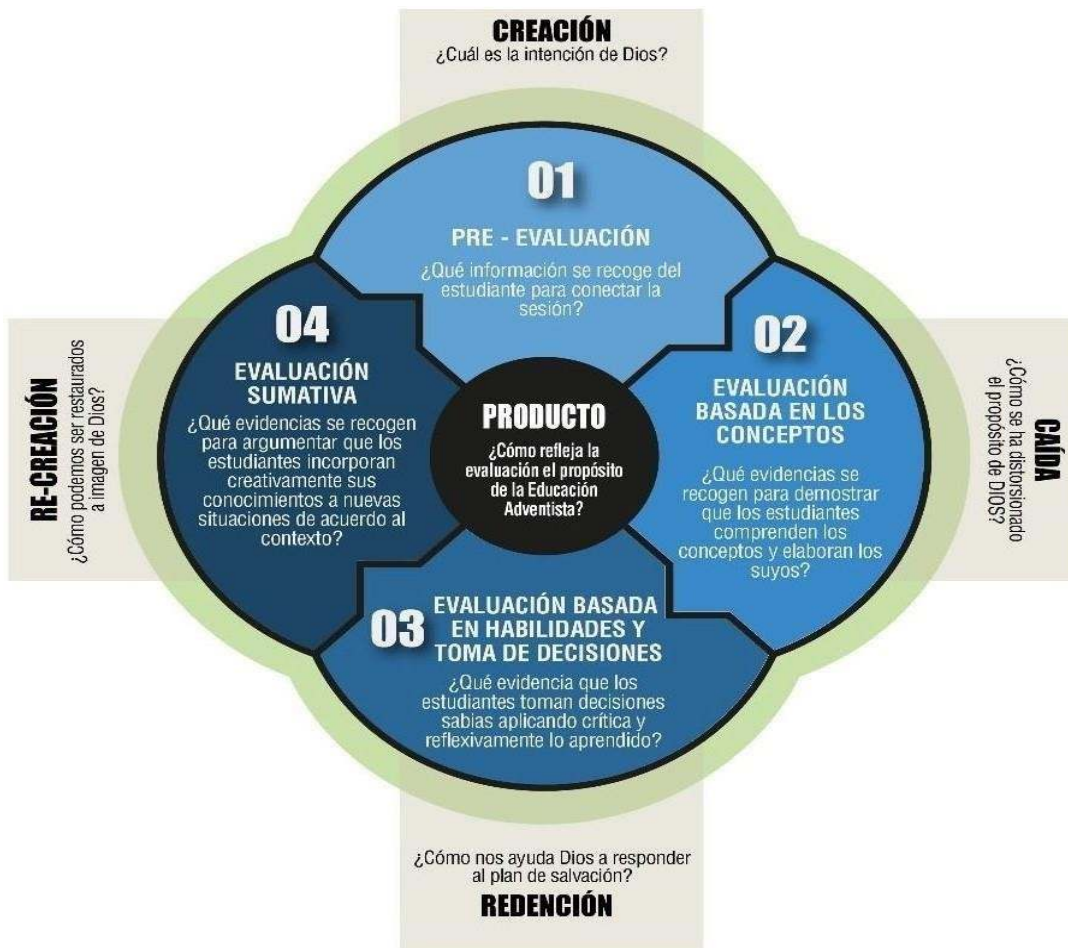 CREACIÓN
¿Cuál es la intención de Dios?
01
PRE - EVALUACIÓN
¿Qué información se recoge del
estudiante para conectar la
sesión?
02
EVALUACIÓN
BASADA EN LOS
CONCEPTOS
¿Qué evidencias se
recogen para demostrar
que los estudiantes
comprenden los
conceptos y elaboran los
suyos?
CAÍDA
¿Cómo se ha distorsionado
el propósito de DIOS?
03
EVALUACIÓN BASADA
EN HABILIDADES Y
TOMA DE DECISIONES
¿Qué evidencia que los
estudiantes toman decisiones
sabias aplicando crítica y
reflexivamente lo aprendido?
¿Cómo nos ayuda Dios a responder
al plan de salvación?
REDENCIÓN
04
EVALUACIÓN
SUMATIVA
¿Qué evidencias se recogen
para argumentar que los
estudiantes incorporan
creativamente sus
conocimientos a nuevas
situaciones de acuerdo al
contexto?
RE-CREACIÓN
¿Cómo podemos ser restaurados
a imagen de Dios?
PRODUCTO
¿Cómo refleja la
evaluación el propósito
de la Educación
Adventista?